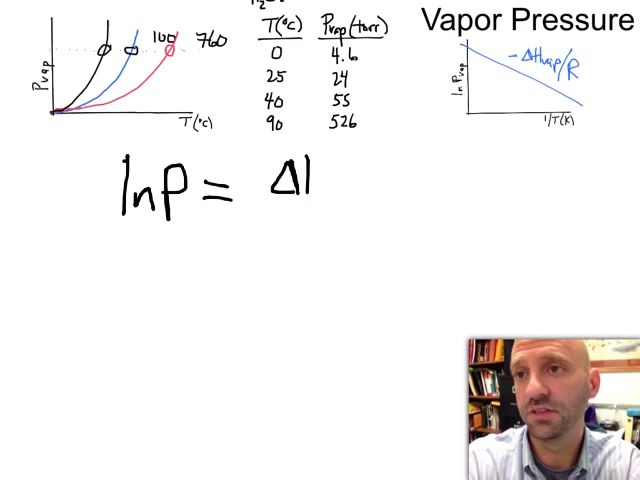 Vapor Pressure
T(°C) Pvap(torr)
0 4.6
25 24
40 55
90 526
100 760
Pvap
T(°C)
ln Pvap
-ΔHvap/R
1/T(K)
lnP = Δ